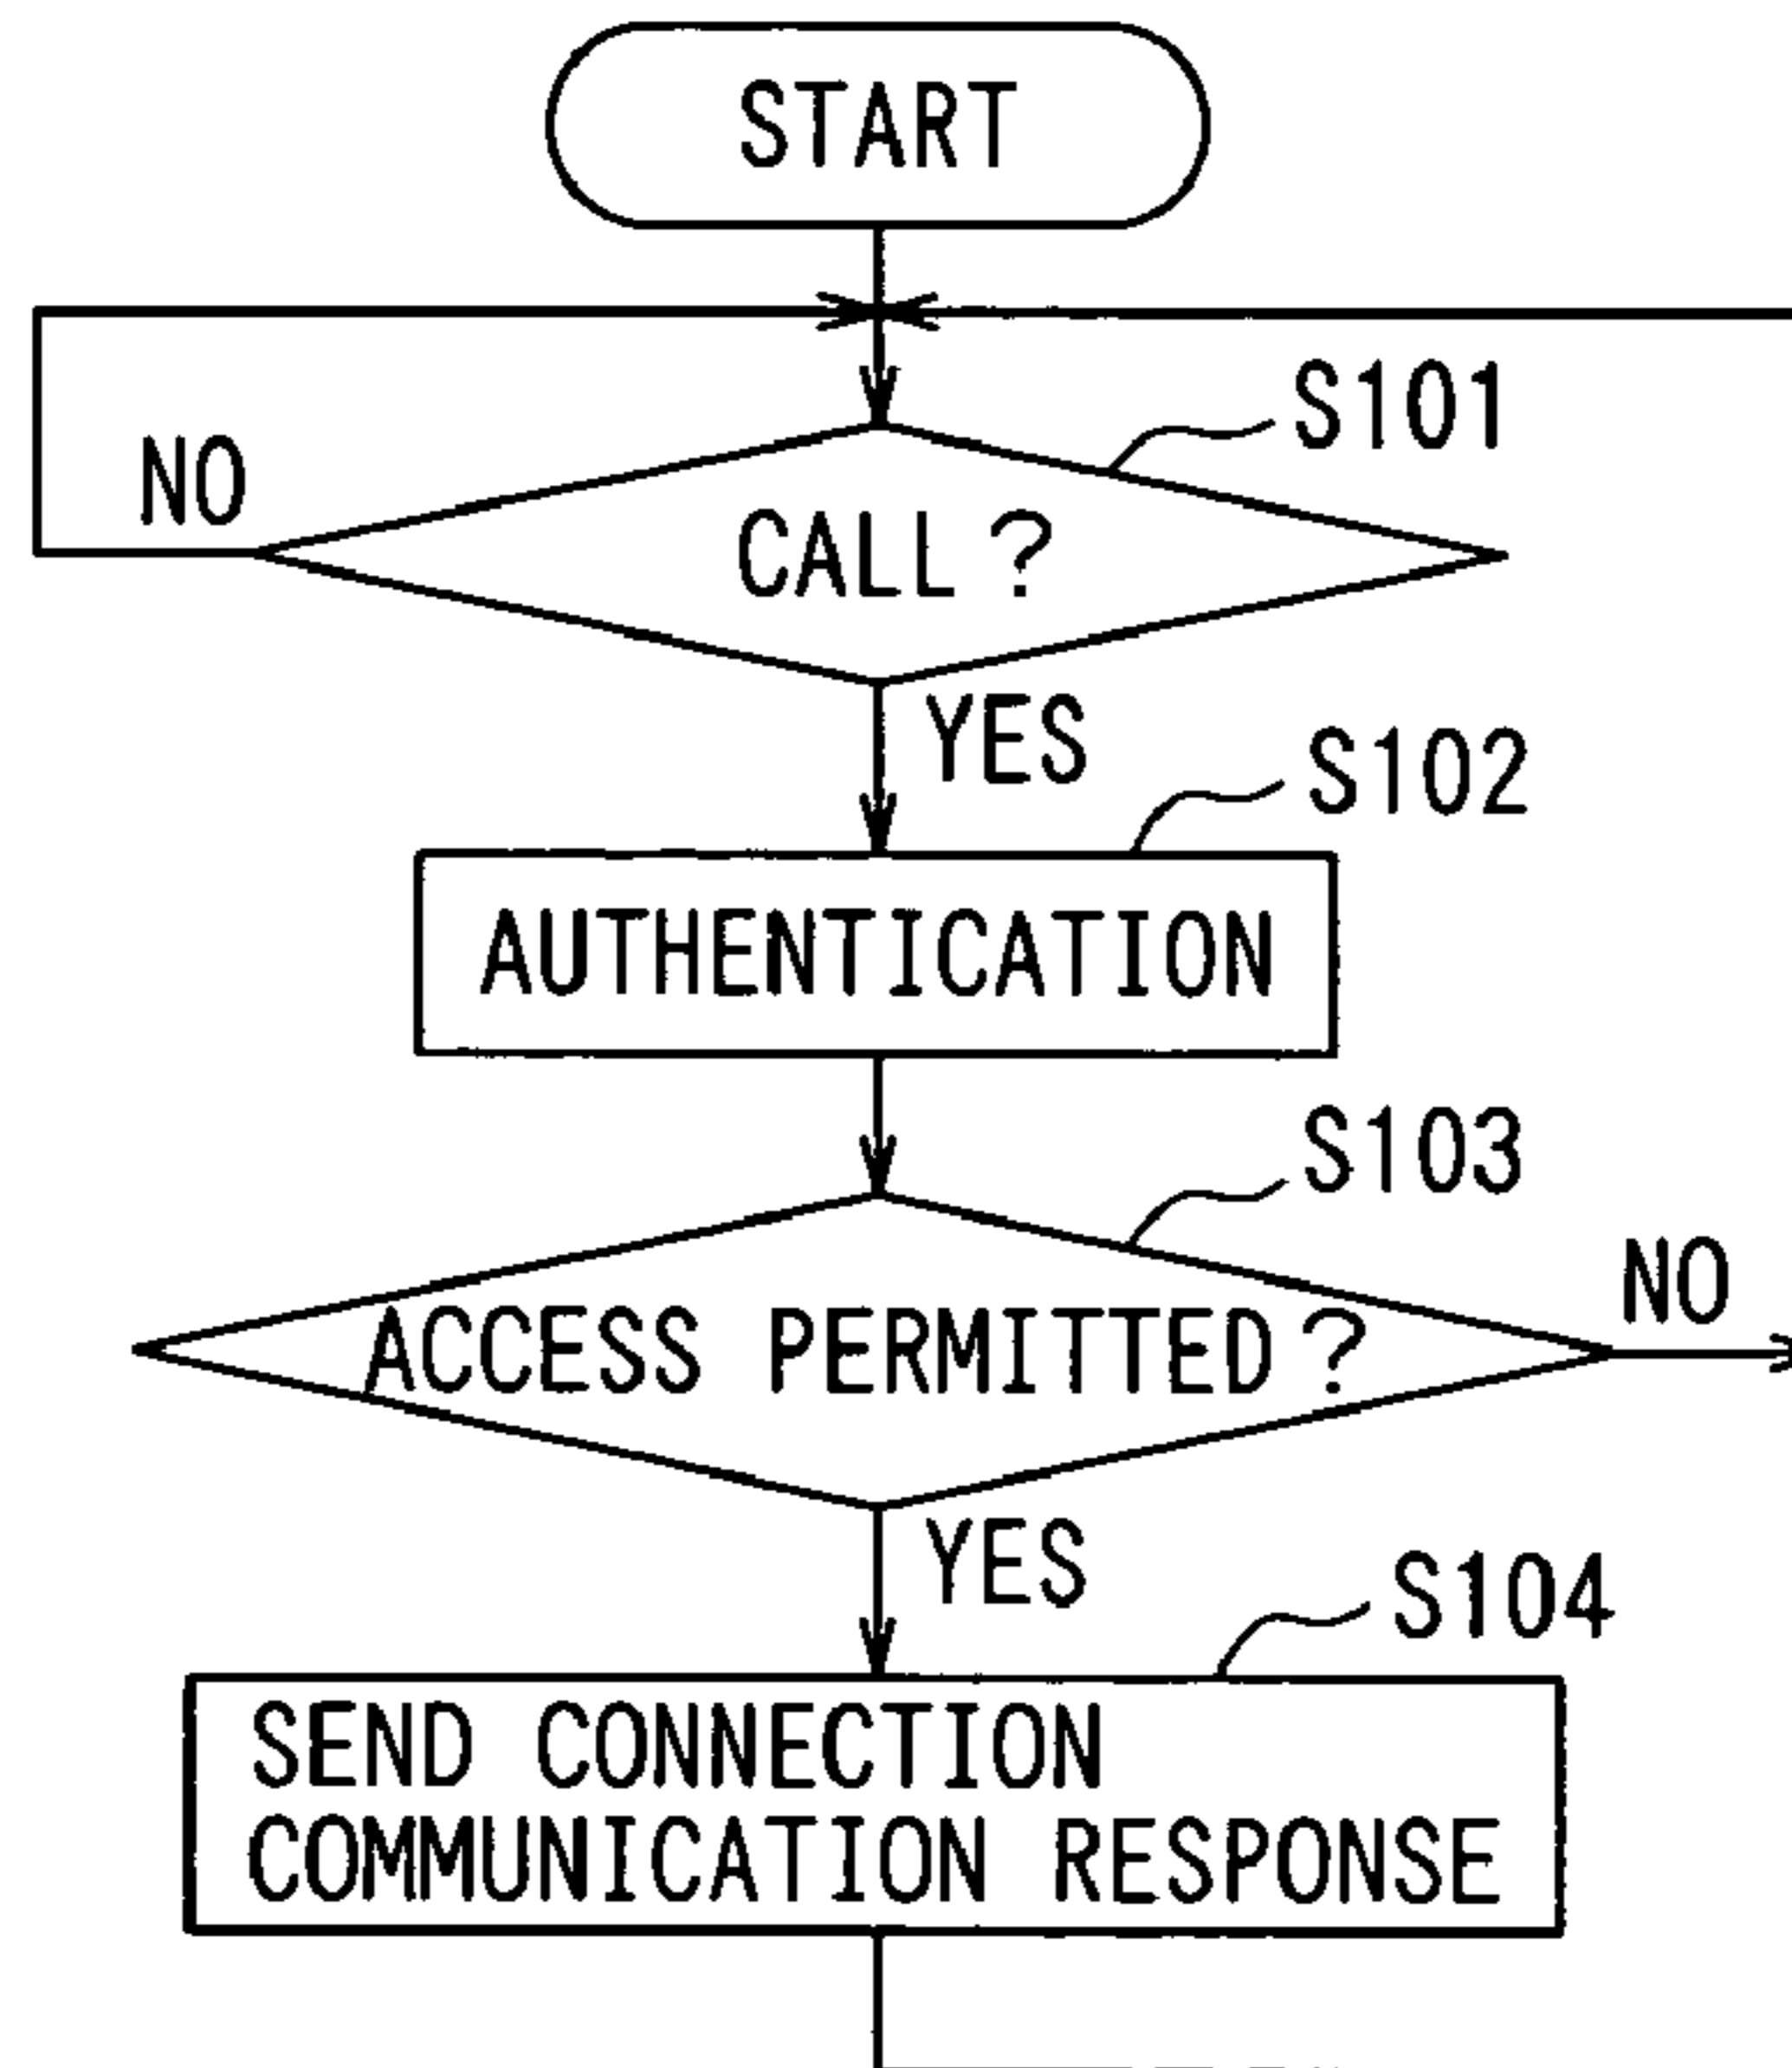 START
S101
NO
CALL?
YES
S102
AUTHENTICATION
S103
NO
ACCESS PERMITTED?
YES
S104
SEND CONNECTION
COMMUNICATION RESPONSE